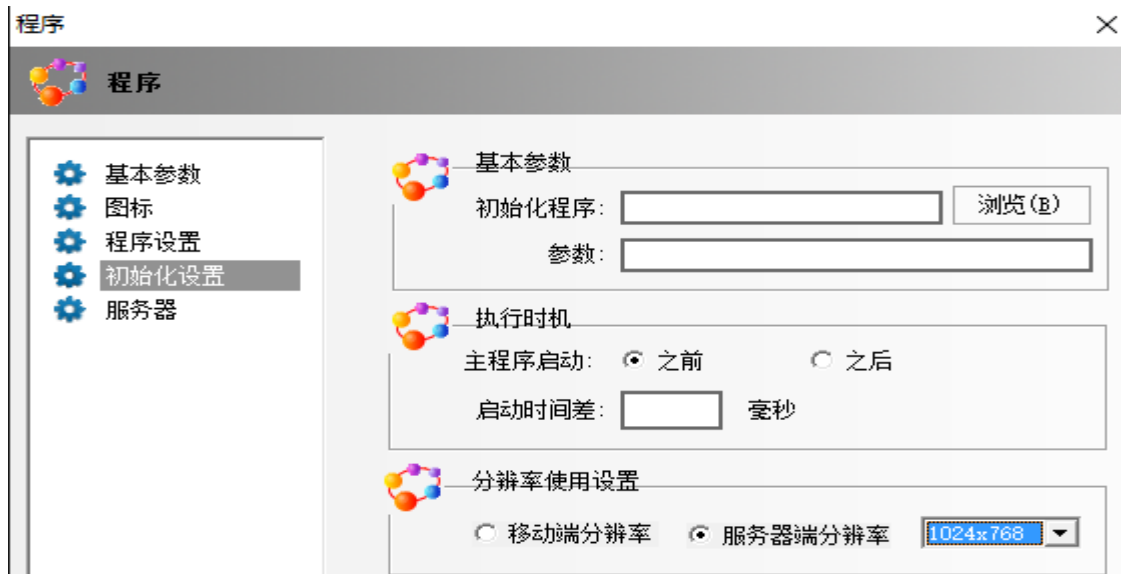 程序
程序
基本参数
图标
程序设置
初始化设置
服务器
基本参数
初始化程序: 浏览(B)
参数:
执行时机
主程序启动: 之前 之后
启动时间差: 毫秒
分辨率使用设置
移动端分辨率 服务器端分辨率 1024x768